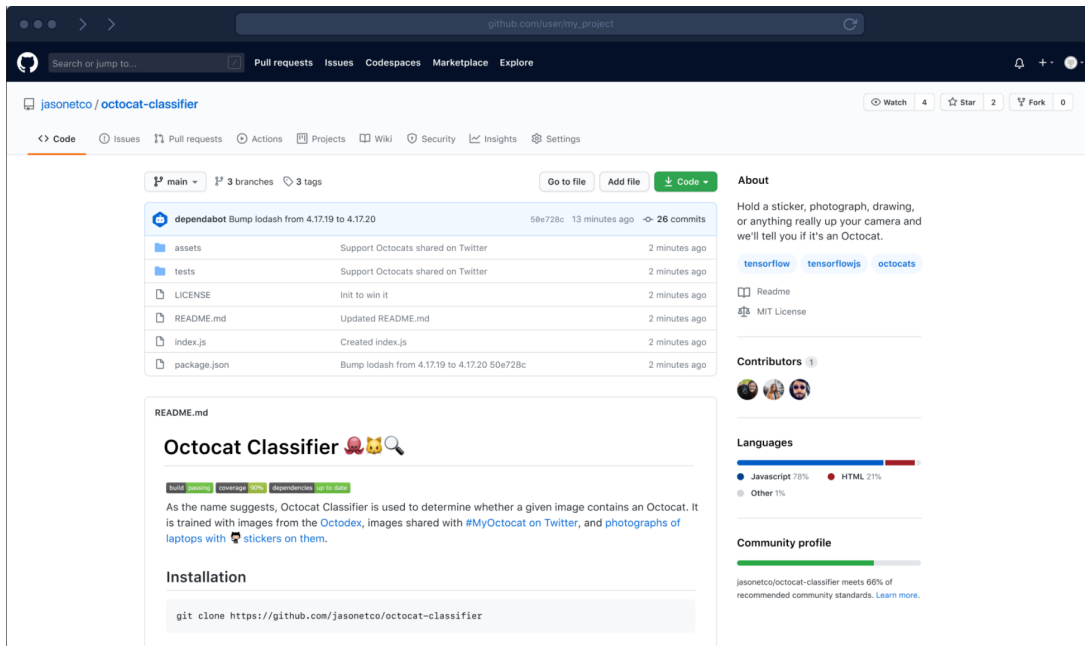 github.com/user/my_project
Search or jump to... /
Pull requests Issues Codespaces Marketplace Explore
jasonetco / octocat-classifier
Watch 4 Star 2 Fork 0
Code Issues Pull requests Actions Projects Wiki Security Insights Settings
main 3 branches 3 tags
Go to file Add file Code
dependabot Bump lodash from 4.17.19 to 4.17.20 50e728c 13 minutes ago 26 commits
assets Support Octocats shared on Twitter 2 minutes ago
tests Support Octocats shared on Twitter 2 minutes ago
LICENSE Init to win it 2 minutes ago
README.md Updated README.md 2 minutes ago
index.js Created index.js 2 minutes ago
package.json Bump lodash from 4.17.19 to 4.17.20 50e728c 2 minutes ago
README.md
Octocat Classifier 🐙🐱🔍
build passing coverage 90% dependencies up to date
As the name suggests, Octocat Classifier is used to determine whether a given image contains an Octocat. It
is trained with images from the Octodex, images shared with #MyOctocat on Twitter, and photographs of
laptops with stickers on them.
Installation
git clone https://github.com/jasonetco/octocat-classifier
About
Hold a sticker, photograph, drawing,
or anything really up your camera and
we'll tell you if it's an Octocat.
tensorflow tensorflowjs octocats
Readme
MIT License
Contributors 1
Languages
Javascript 78% HTML 21%
Other 1%
Community profile
jasonetco/octocat-classifier meets 66% of
recommended community standards. Learn more.